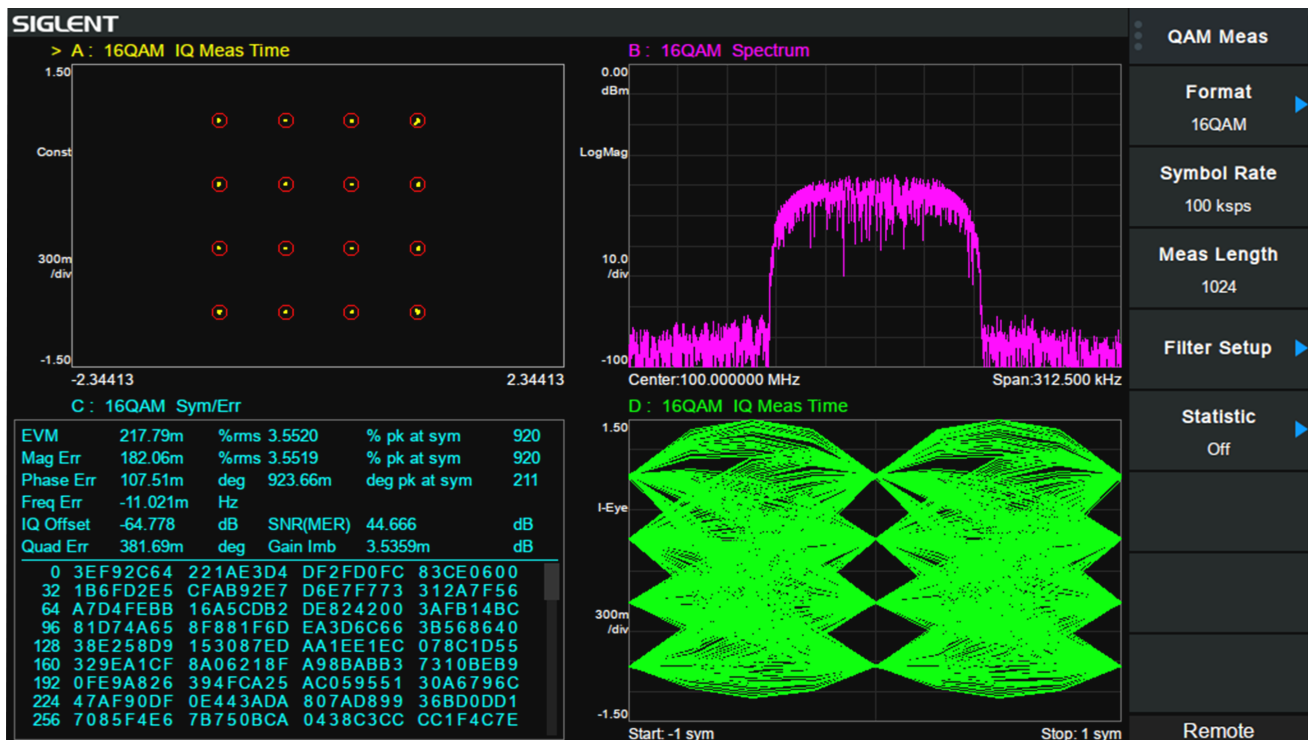 SIGLENT
> A : 16QAM IQ Meas Time
1.50
Const
300m
/div
-1.50
-2.34413 2.34413
B : 16QAM Spectrum
0.00
dBm
LogMag
10.0
/div
-100
Center:100.000000 MHz Span:312.500 kHz
C : 16QAM Sym/Err
EVM 217.79m %rms 3.5520 % pk at sym 920
Mag Err 182.06m %rms 3.5519 % pk at sym 920
Phase Err 107.51m deg 923.66m deg pk at sym 211
Freq Err -11.021m Hz
IQ Offset -64.778 dB SNR(MER) 44.666 dB
Quad Err 381.69m deg Gain Imb 3.5359m dB
0 3EF92C64 221AE3D4 DF2FD0FC 83CE0600
32 1B6FD2E5 CFAB92E7 D6E7F773 312A7F56
64 A7D4FEBB 16A5CDB2 DE824200 3AFB14BC
96 81D74A65 8F881F6D EA3D6C66 3B568640
128 38E258D9 153087ED AA1EE1EC 078C1D55
160 329EA1CF 8A06218F A98BABB3 7310BEB9
192 0FE9A826 394FCA25 AC059551 30A6796C
224 47AF90DF 0E443ADA 807AD899 36BD0DD1
256 7085F4E6 7B750BCA 0438C3CC CC1F4C7E
D : 16QAM IQ Meas Time
1.50
I-Eye
300m
/div
-1.50
Start: -1 sym Stop: 1 sym
QAM Meas
Format
16QAM
Symbol Rate
100 ksps
Meas Length
1024
Filter Setup
Statistic
Off
Remote